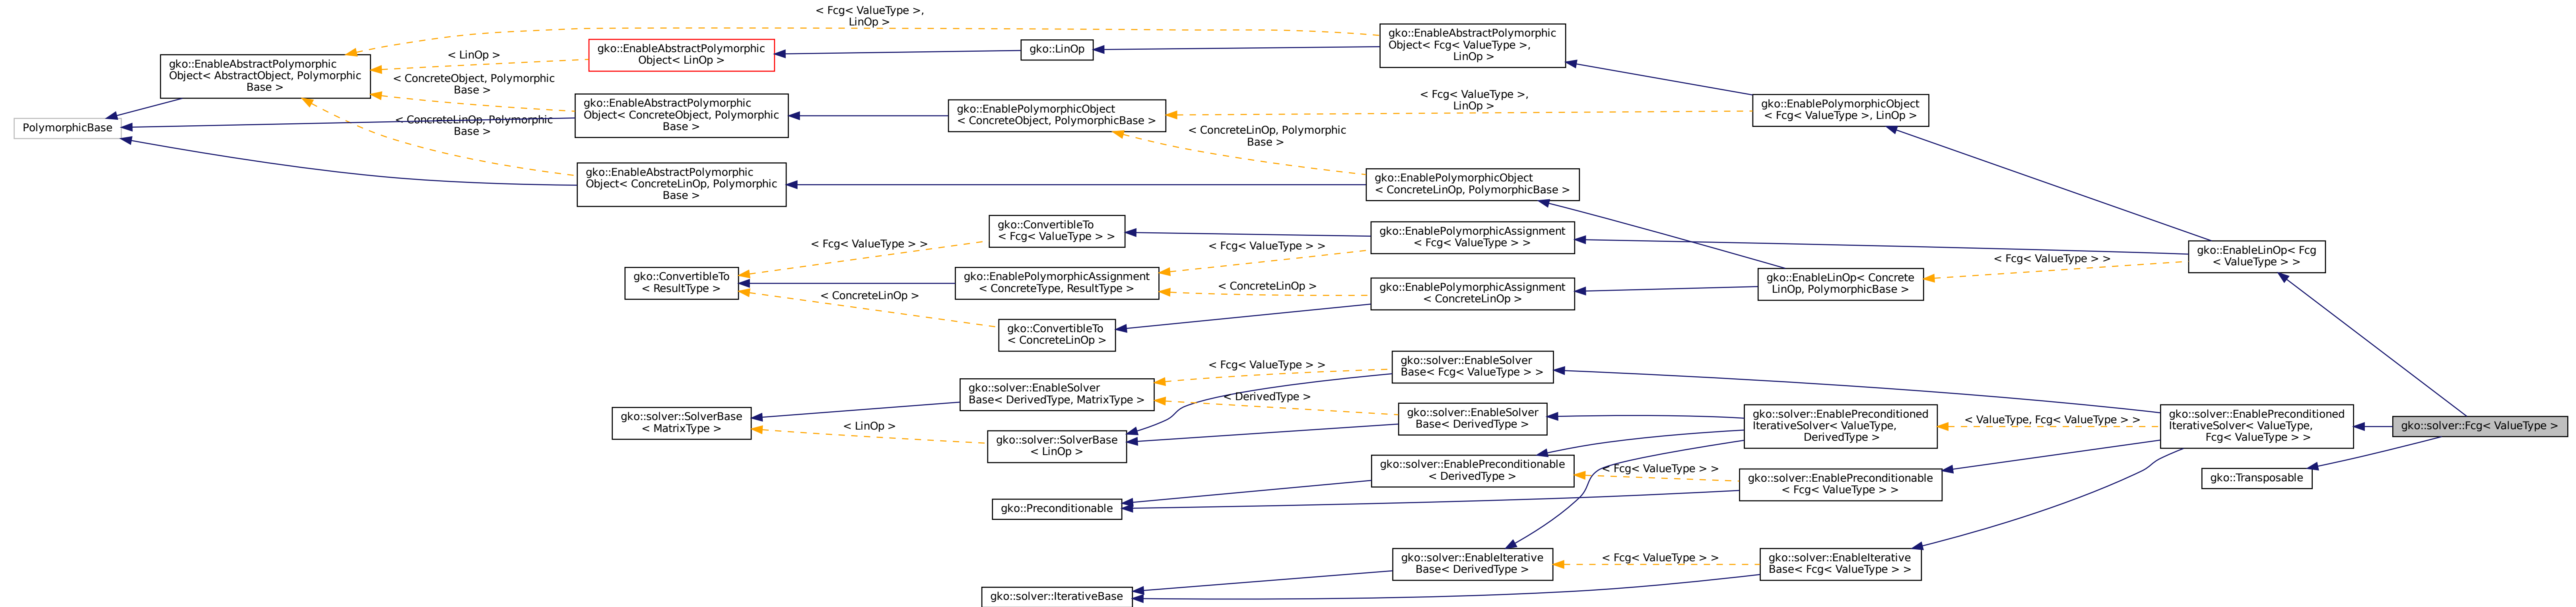 PolymorphicBase
gko::EnableAbstractPolymorphic
Object< AbstractObject, Polymorphic
Base >
< Fcg< ValueType >,
LinOp >
< LinOp >
< ConcreteObject, Polymorphic
Base >
< ConcreteLinOp, Polymorphic
Base >
gko::EnableAbstractPolymorphic
Object< LinOp >
gko::EnableAbstractPolymorphic
Object< ConcreteObject, Polymorphic
Base >
gko::EnableAbstractPolymorphic
Object< ConcreteLinOp, Polymorphic
Base >
gko::LinOp
gko::EnablePolymorphicObject
< ConcreteObject, PolymorphicBase >
gko::EnableAbstractPolymorphic
Object< Fcg< ValueType >,
LinOp >
< Fcg< ValueType >,
LinOp >
< ConcreteLinOp, Polymorphic
Base >
gko::EnablePolymorphicObject
< ConcreteLinOp, PolymorphicBase >
gko::EnablePolymorphicObject
< Fcg< ValueType >, LinOp >
gko::ConvertibleTo
< ResultType >
< Fcg< ValueType > >
< ConcreteLinOp >
gko::ConvertibleTo
< Fcg< ValueType > >
gko::EnablePolymorphicAssignment
< ConcreteType, ResultType >
gko::ConvertibleTo
< ConcreteLinOp >
< Fcg< ValueType > >
< ConcreteLinOp >
gko::EnablePolymorphicAssignment
< Fcg< ValueType > >
gko::EnablePolymorphicAssignment
< ConcreteLinOp >
gko::EnableLinOp< Concrete
LinOp, PolymorphicBase >
< Fcg< ValueType > >
gko::EnableLinOp< Fcg
< ValueType > >
gko::solver::SolverBase
< MatrixType >
< LinOp >
gko::solver::EnableSolver
Base< DerivedType, MatrixType >
gko::solver::SolverBase
< LinOp >
< Fcg< ValueType > >
< DerivedType >
gko::solver::EnableSolver
Base< Fcg< ValueType > >
gko::solver::EnableSolver
Base< DerivedType >
gko::solver::EnablePreconditionable
< DerivedType >
gko::Preconditionable
< Fcg< ValueType > >
gko::solver::EnablePreconditioned
IterativeSolver< ValueType,
DerivedType >
gko::solver::EnablePreconditionable
< Fcg< ValueType > >
< ValueType, Fcg< ValueType > >
gko::solver::EnablePreconditioned
IterativeSolver< ValueType,
Fcg< ValueType > >
gko::Transposable
gko::solver::Fcg< ValueType >
gko::solver::EnableIterative
Base< DerivedType >
< Fcg< ValueType > >
gko::solver::EnableIterative
Base< Fcg< ValueType > >
gko::solver::IterativeBase